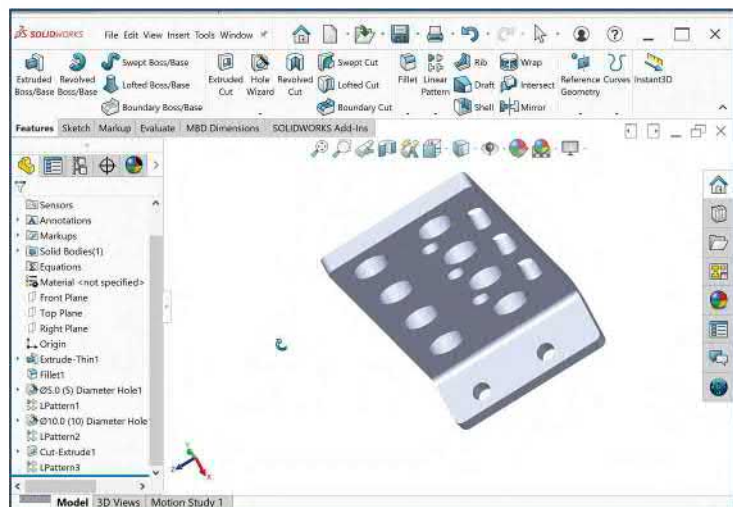 SOLIDWORKS File Edit View Insert Tools Window
Extruded Boss/Base
Revolved Boss/Base
Swept Boss/Base
Lofted Boss/Base
Boundary Boss/Base
Extruded Cut
Hole Wizard
Revolved Cut
Swept Cut
Lofted Cut
Boundary Cut
Fillet
Linear Pattern
Rib
Draft
Shell
Wrap
Intersect
Mirror
Reference Geometry
Curves
Instant3D
Features Sketch Markup Evaluate MBD Dimensions SOLIDWORKS Add-Ins
Sensors
Annotations
Markups
Solid Bodies(1)
Equations
Material <not specified>
Front Plane
Top Plane
Right Plane
Origin
Extrude-Thin1
Fillet1
Ø5.0 (5) Diameter Hole1
LPattern1
Ø10.0 (10) Diameter Hole
LPattern2
Cut-Extrude1
LPattern3
Model 3D Views Motion Study 1